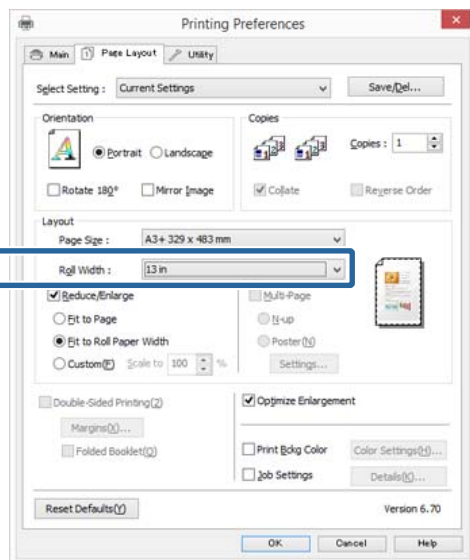 Printing Preferences
Main Page Layout Utility
Select Setting : Current Settings Save/Del...
Orientation Copies
Portrait Landscape Copies : 1
Rotate 180° Mirror Image Collate Reverse Order
Layout
Page Size : A3+ 329 x 483 mm
Roll Width : 13 in
Reduce/Enlarge Multi-Page
Fit to Page N-up
Fit to Roll Paper Width Poster(N)
Custom(F) Scale to 100 % Settings...
Double-Sided Printing(Z) Optimize Enlargement
Margins(X)...
Folded Booklet(Q) Print Bckg Color Color Settings(H)...
Job Settings Details(K)...
Reset Defaults(Y) Version 6.70
OK Cancel Help